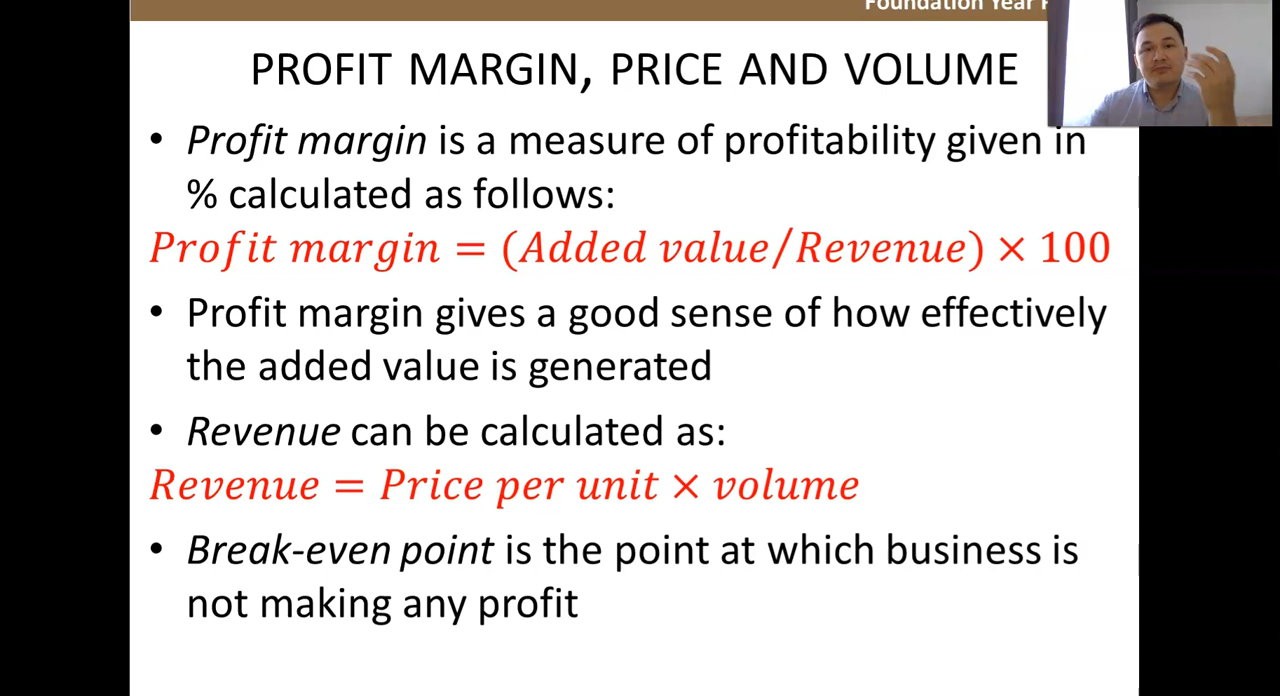 Foundation Year
PROFIT MARGIN, PRICE AND VOLUME
• Profit margin is a measure of profitability given in
% calculated as follows:
Profit margin = (Added value/Revenue) × 100
• Profit margin gives a good sense of how effectively
the added value is generated
• Revenue can be calculated as:
Revenue = Price per unit × volume
• Break-even point is the point at which business is
not making any profit